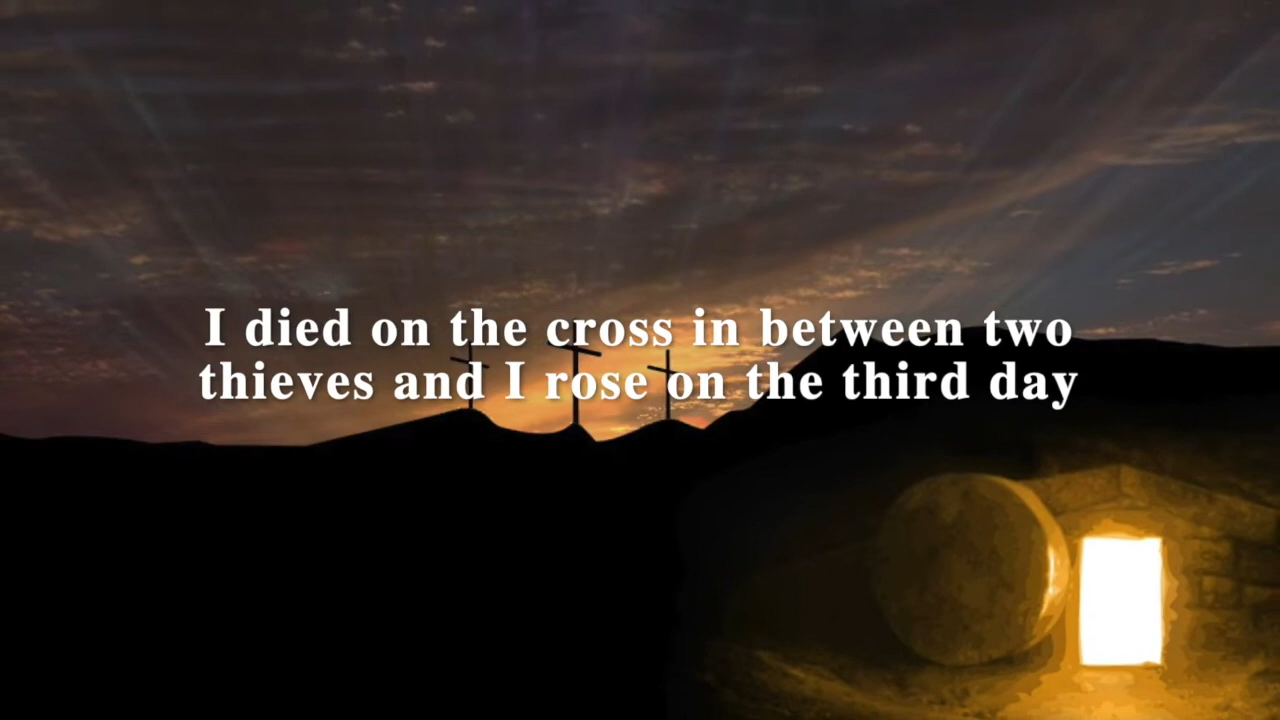 I died on the cross in between two
thieves and I rose on the third day